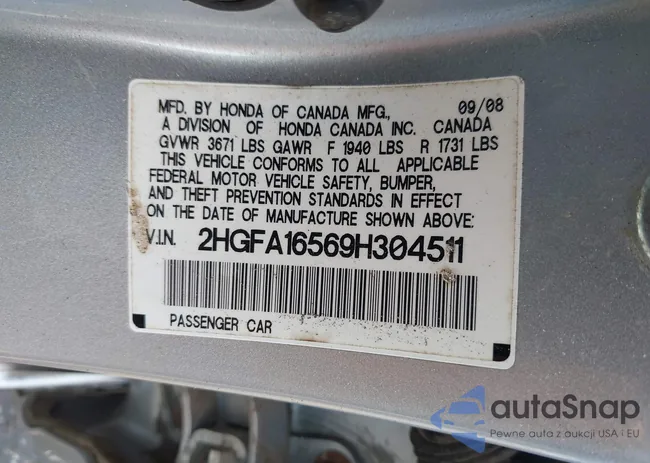 MFD. BY HONDA OF CANADA MFG., 09/08
A DIVISION OF HONDA CANADA INC. CANADA
GVWR 3671 LBS GAWR F 1940 LBS R 1731 LBS
THIS VEHICLE CONFORMS TO ALL APPLICABLE
FEDERAL MOTOR VEHICLE SAFETY, BUMPER,
AND THEFT PREVENTION STANDARDS IN EFFECT
ON THE DATE OF MANUFACTURE SHOWN ABOVE:
V.I.N. 2HGFA16569H304511
PASSENGER CAR
autoSnap
Pewne auta z aukcji USA i EU